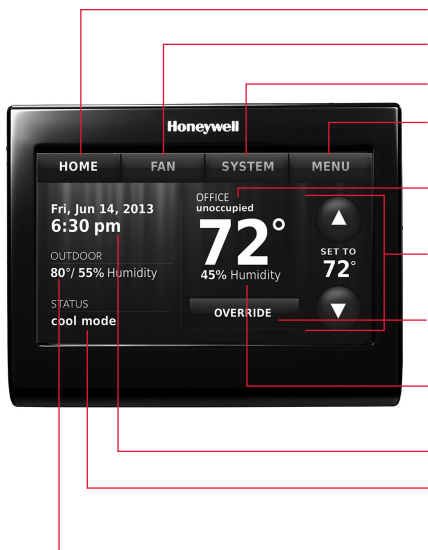 Honeywell
HOME FAN SYSTEM MENU
Fri, Jun 14, 2013
6:30 pm
OUTDOOR
80°/ 55% Humidity
STATUS
cool mode
OFFICE
unoccupied
72°
45% Humidity
OVERRIDE
SET TO
72°